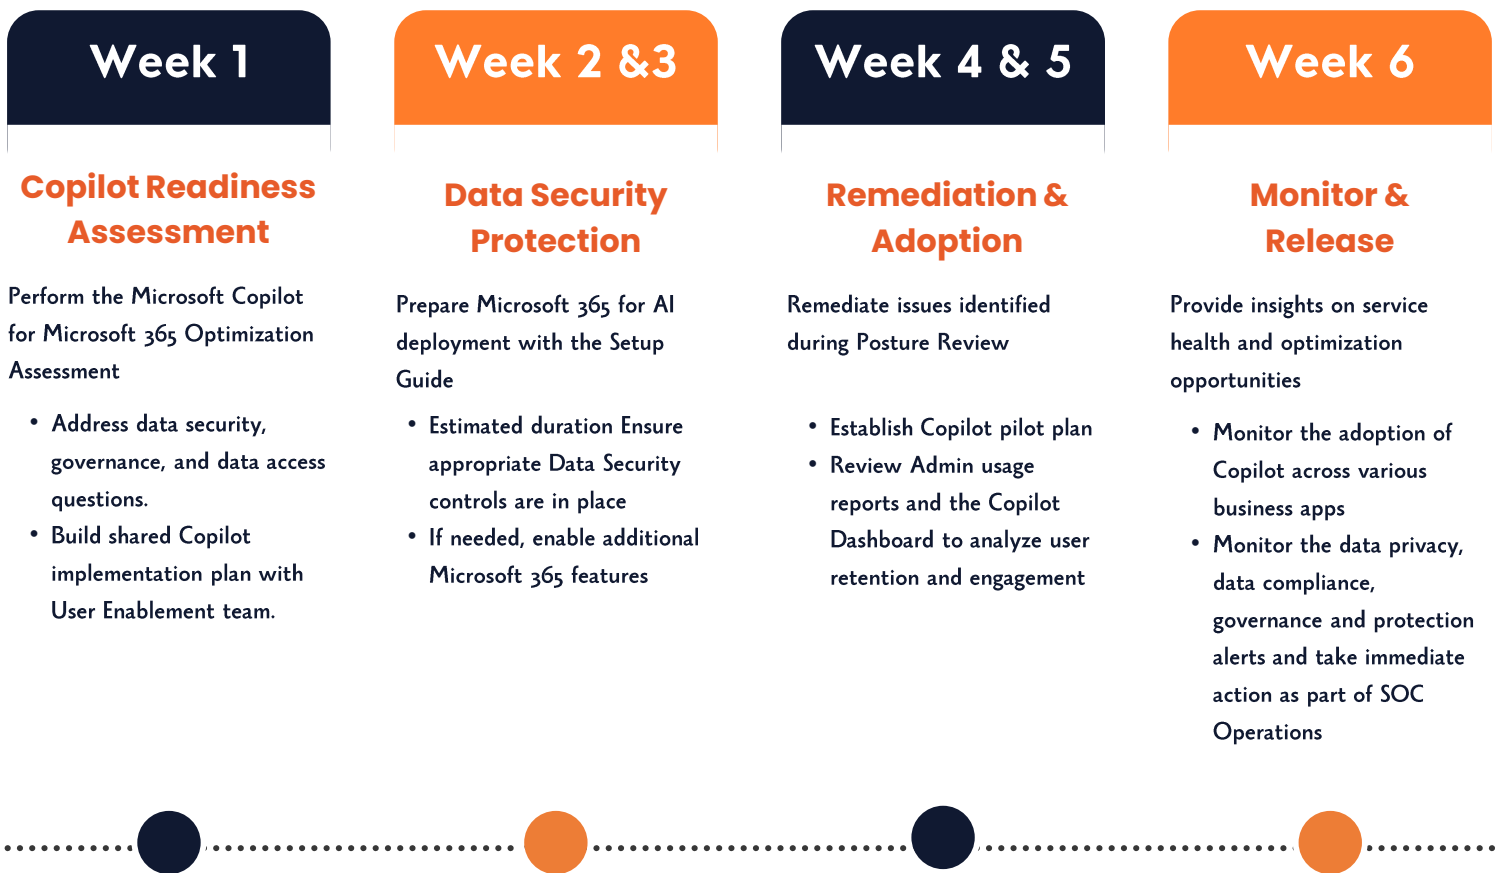 Week 1
Copilot Readiness
Assessment
Perform the Microsoft Copilot
for Microsoft 365 Optimization
Assessment
• Address data security,
governance, and data access
questions.
• Build shared Copilot
implementation plan with
User Enablement team.
Week 2 &3
Data Security
Protection
Prepare Microsoft 365 for AI
deployment with the Setup
Guide
• Estimated duration Ensure
appropriate Data Security
controls are in place
• If needed, enable additional
Microsoft 365 features
Week 4 & 5
Remediation &
Adoption
Remediate issues identified
during Posture Review
• Establish Copilot pilot plan
• Review Admin usage
reports and the Copilot
Dashboard to analyze user
retention and engagement
Week 6
Monitor &
Release
Provide insights on service
health and optimization
opportunities
• Monitor the adoption of
Copilot across various
business apps
• Monitor the data privacy,
data compliance,
governance and protection
alerts and take immediate
action as part of SOC
Operations